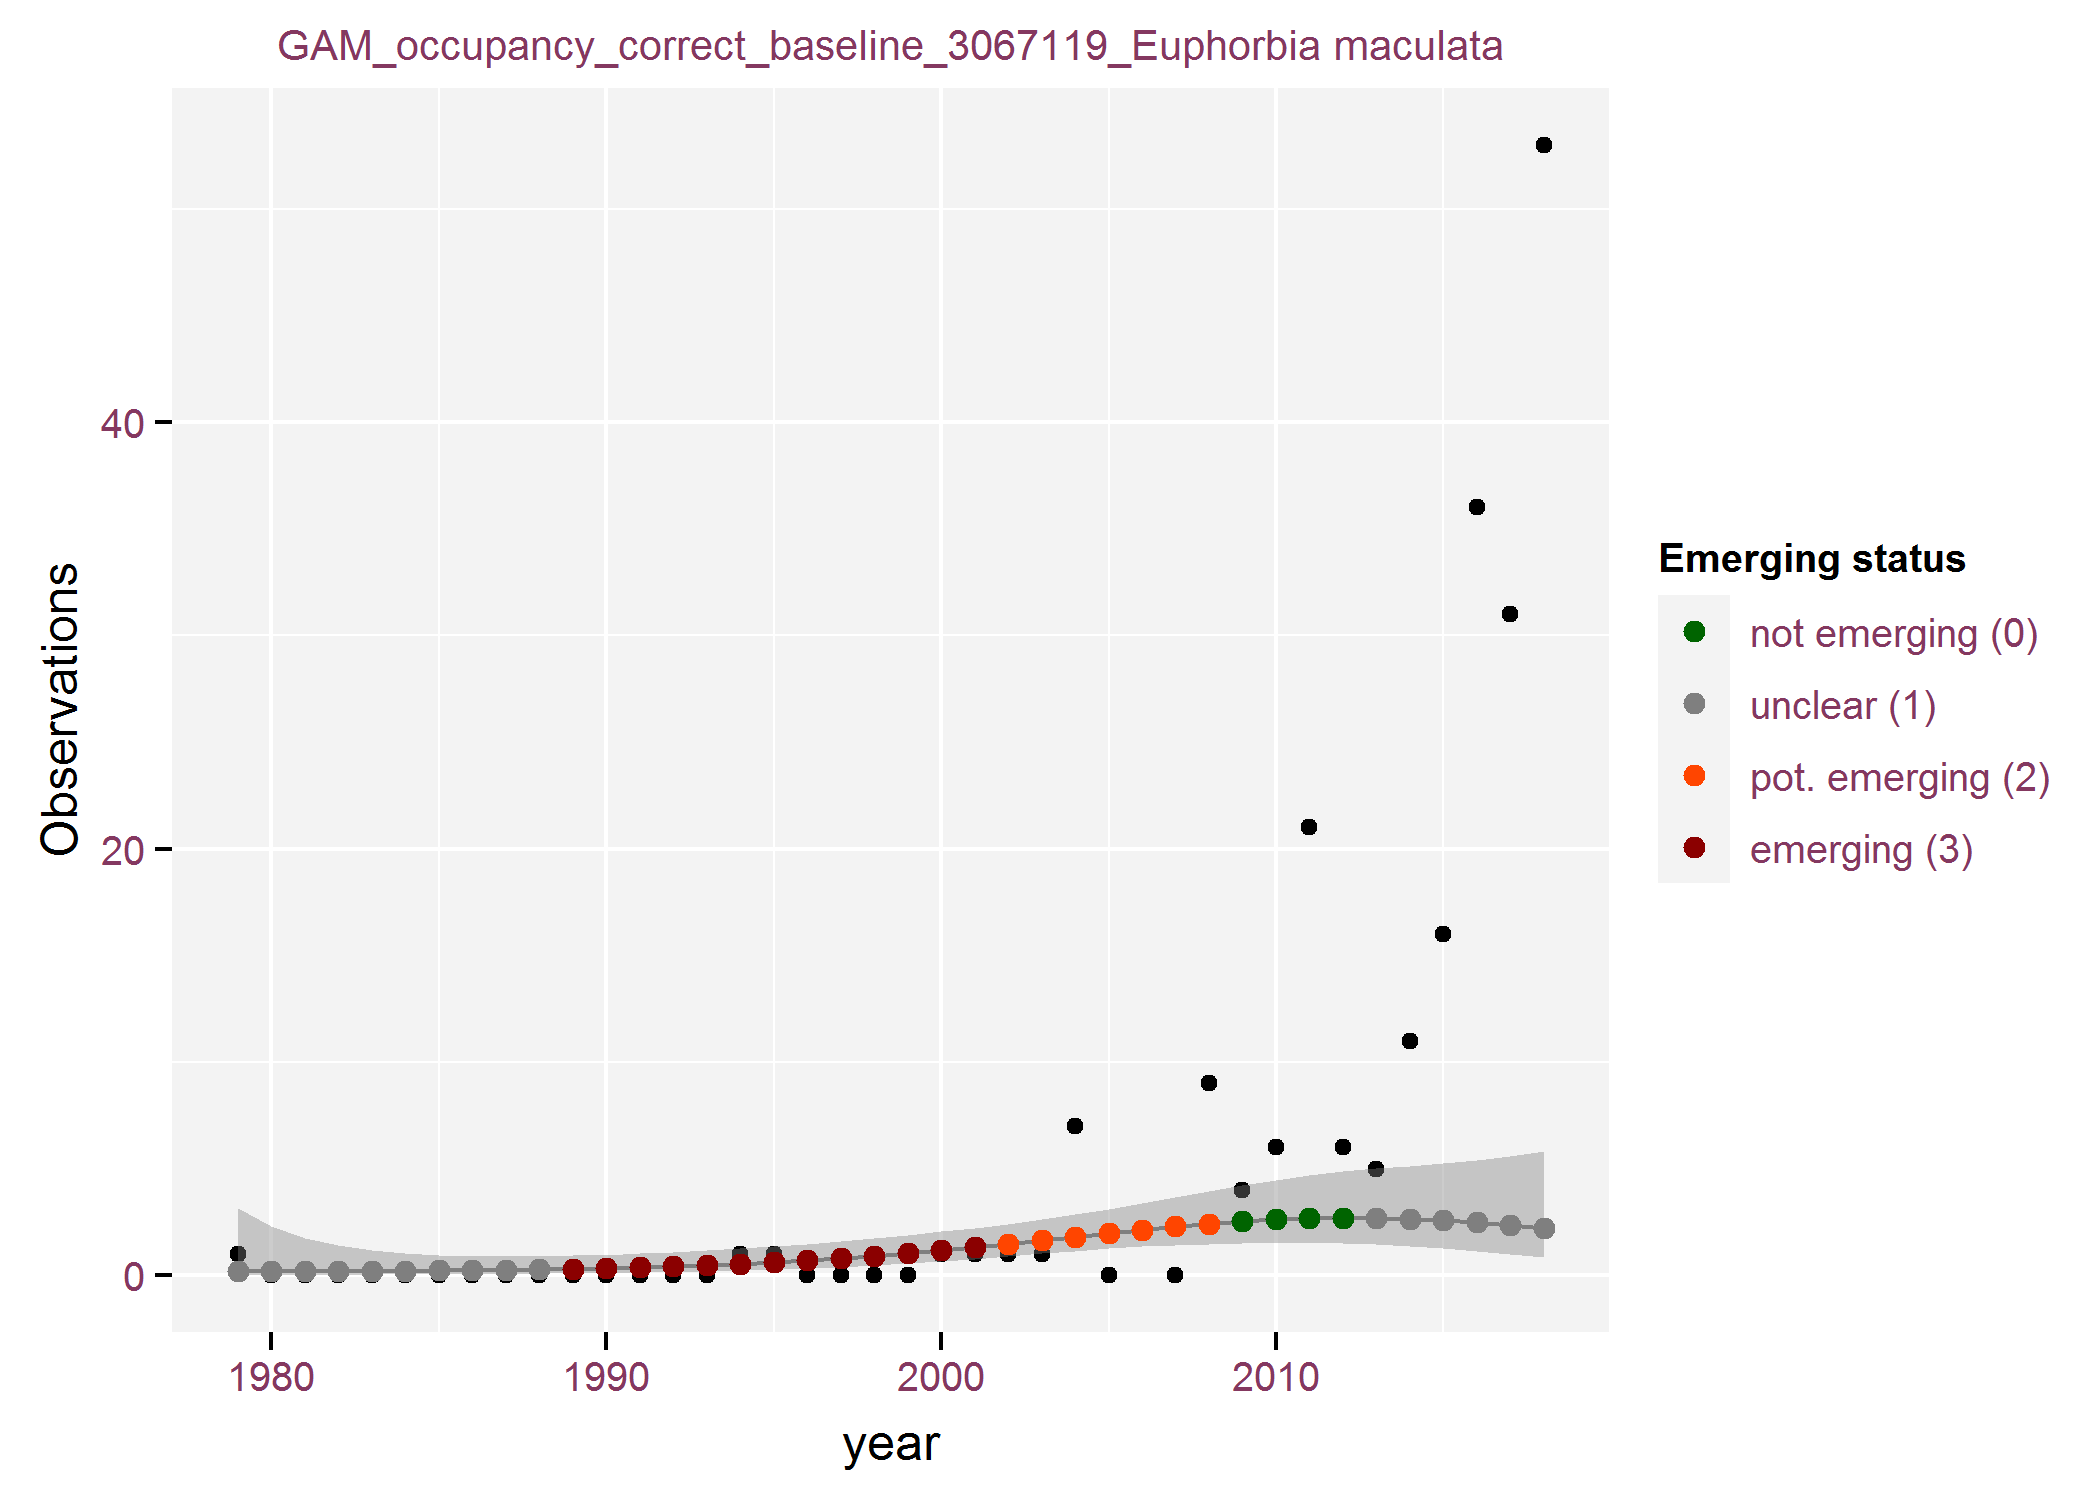 GAM_occupancy_correct_baseline_3067119_Euphorbia maculata
Observations
40
20
0
1980
1990
2000
2010
year
Emerging status
not emerging (0)
unclear (1)
pot. emerging (2)
emerging (3)